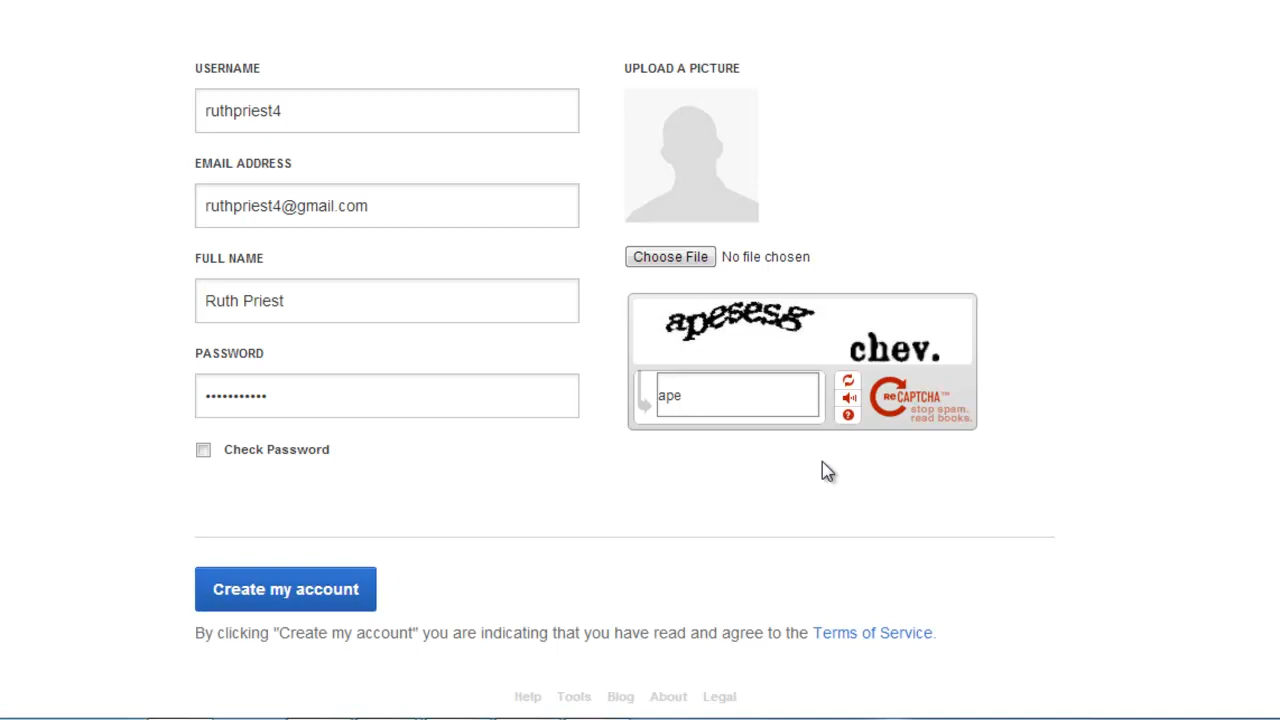 USERNAME
ruthpriest4
EMAIL ADDRESS
ruthpriest4@gmail.com
FULL NAME
Ruth Priest
PASSWORD
•••••••••••
Check Password
UPLOAD A PICTURE
Choose File No file chosen
apesesg
chev.
ape
reCAPTCHA™
stop spam.
read books.
Create my account
By clicking "Create my account" you are indicating that you have read and agree to the Terms of Service.
Help Tools Blog About Legal